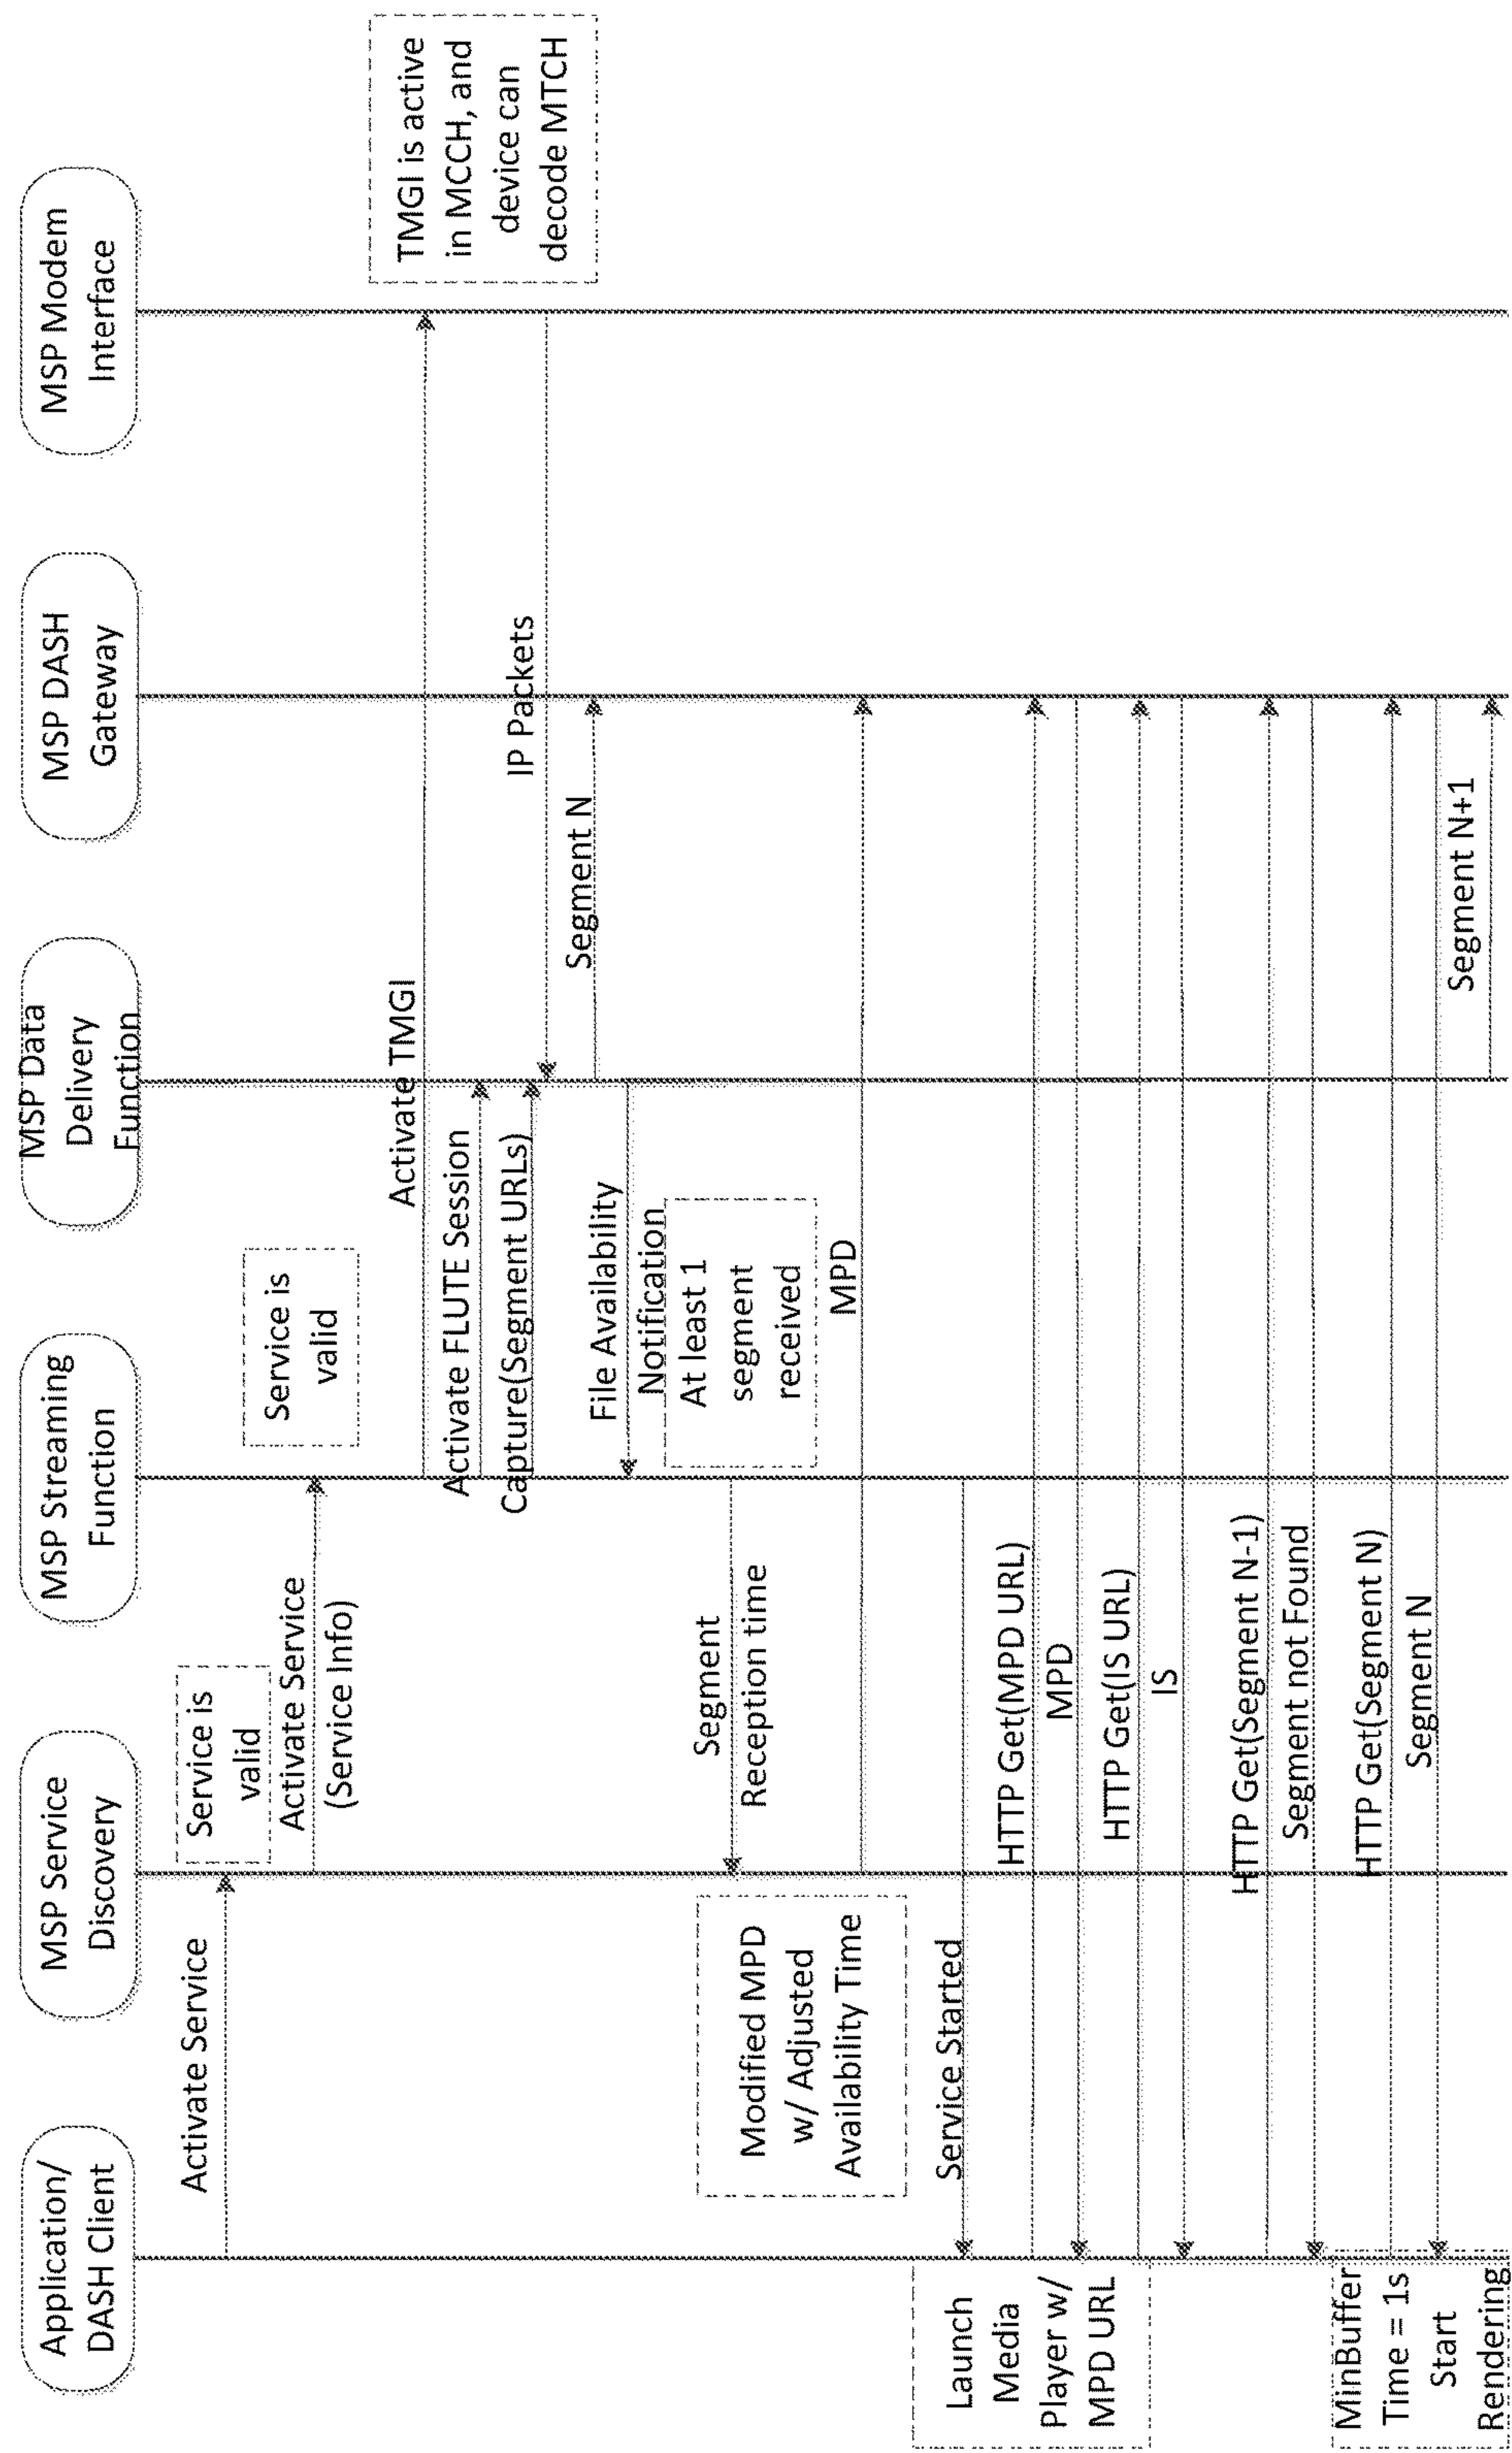 Application/
DASH Client
MSP Service
Discovery
MSP Streaming
Function
MSP Data
Delivery
Function
MSP DASH
Gateway
MSP Modem
Interface
Activate Service
Service is
valid
Activate Service
(Service Info)
Service is
valid
Activate TMGI
TMGI is active
in MCCH, and
device can
decode MTCH
Activate FLUTE Session
Capture(Segment URLs)
IP Packets
Segment N
File Availability
Notification
At least 1
segment
received
Segment
Reception time
Modified MPD
w/ Adjusted
Availability Time
MPD
Service Started
Launch
Media
Player w/
MPD URL
HTTP Get(MPD URL)
MPD
HTTP Get(IS URL)
IS
HTTP Get(Segment N-1)
Segment not Found
HTTP Get(Segment N)
Segment N
MinBuffer
Time = 1s
Start
Rendering
Segment N+1